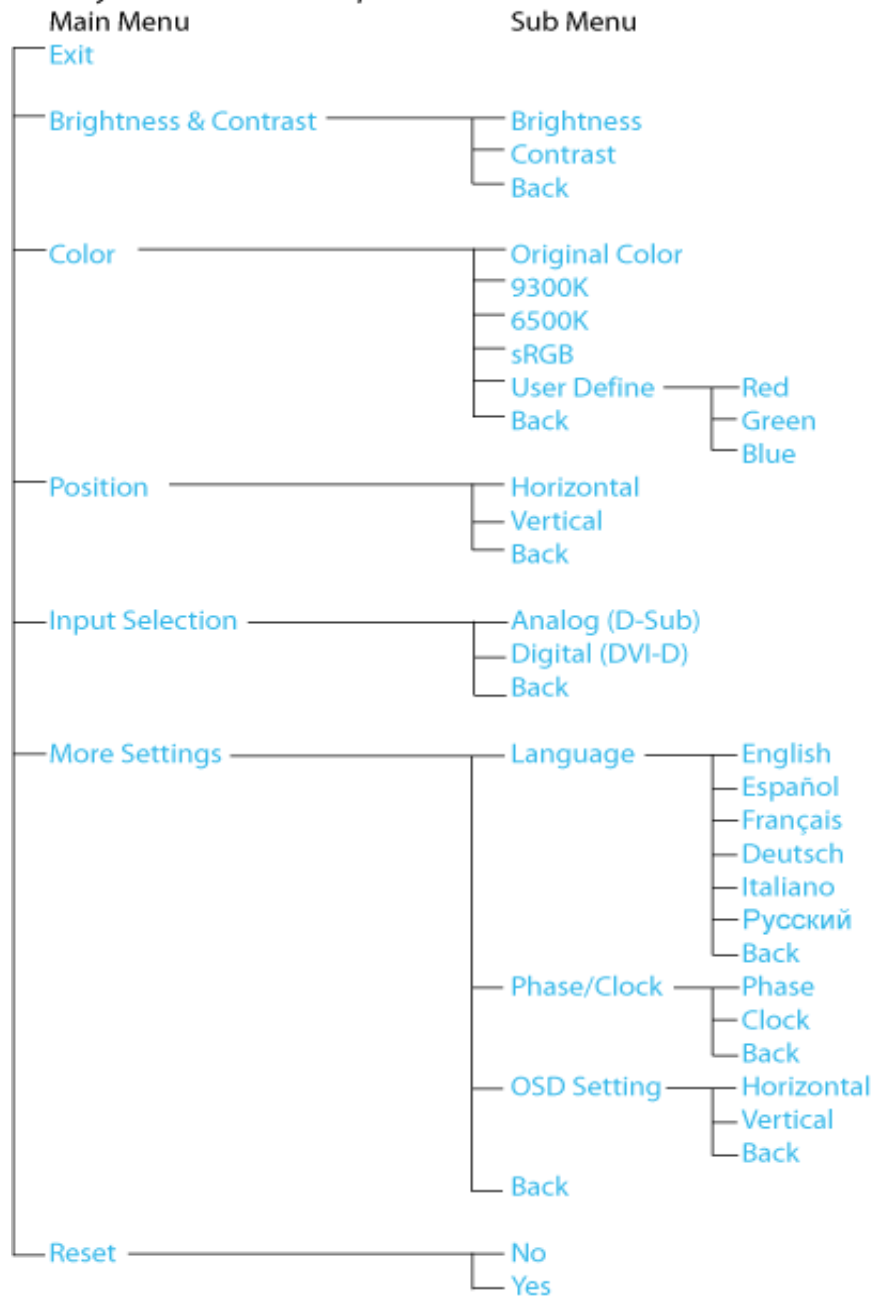 Main Menu Sub Menu
Exit
Brightness & Contrast Brightness
Contrast
Back
Color Original Color
9300K
6500K
sRGB
User Define Red
Back Green
Blue
Position Horizontal
Vertical
Back
Input Selection Analog (D-Sub)
Digital (DVI-D)
Back
More Settings Language English
Español
Français
Deutsch
Italiano
Русский
Back
Phase/Clock Phase
Clock
Back
OSD Setting Horizontal
Vertical
Back
Back
Reset No
Yes